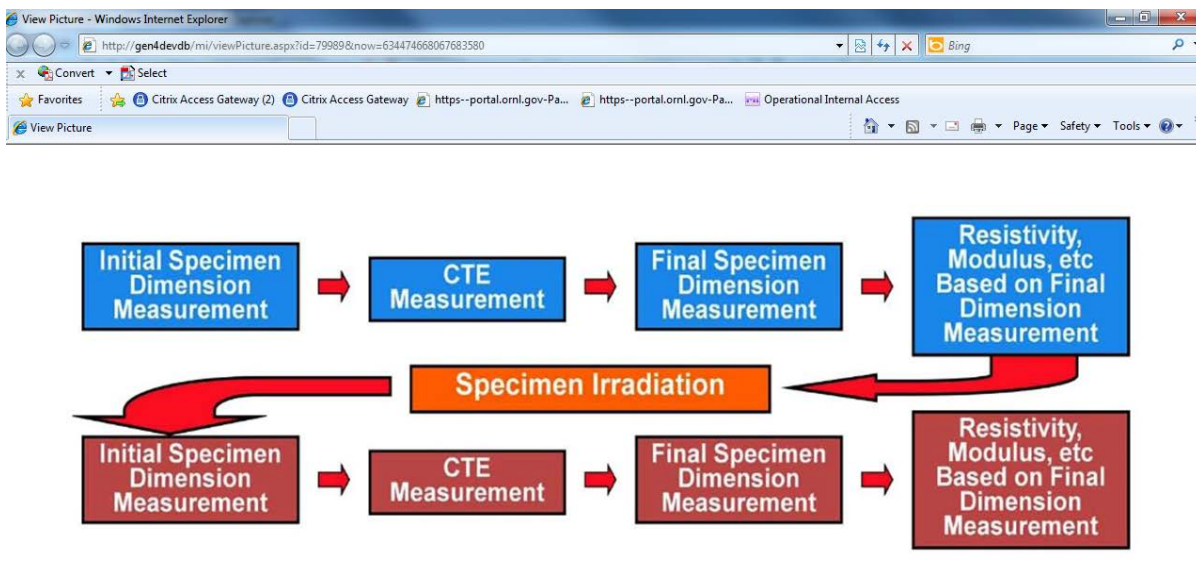 View Picture - Windows Internet Explorer
http://gen4devdb/mi/viewPicture.aspx?id=79989&now=634474668067683580
Bing
x Convert Select
Favorites Citrix Access Gateway (2) Citrix Access Gateway https--portal.ornl.gov-Pa... https--portal.ornl.gov-Pa... Operational Internal Access
View Picture
Page Safety Tools
Initial Specimen
Dimension
Measurement
CTE
Measurement
Final Specimen
Dimension
Measurement
Resistivity,
Modulus, etc
Based on Final
Dimension
Measurement
Specimen Irradiation
Initial Specimen
Dimension
Measurement
CTE
Measurement
Final Specimen
Dimension
Measurement
Resistivity,
Modulus, etc
Based on Final
Dimension
Measurement